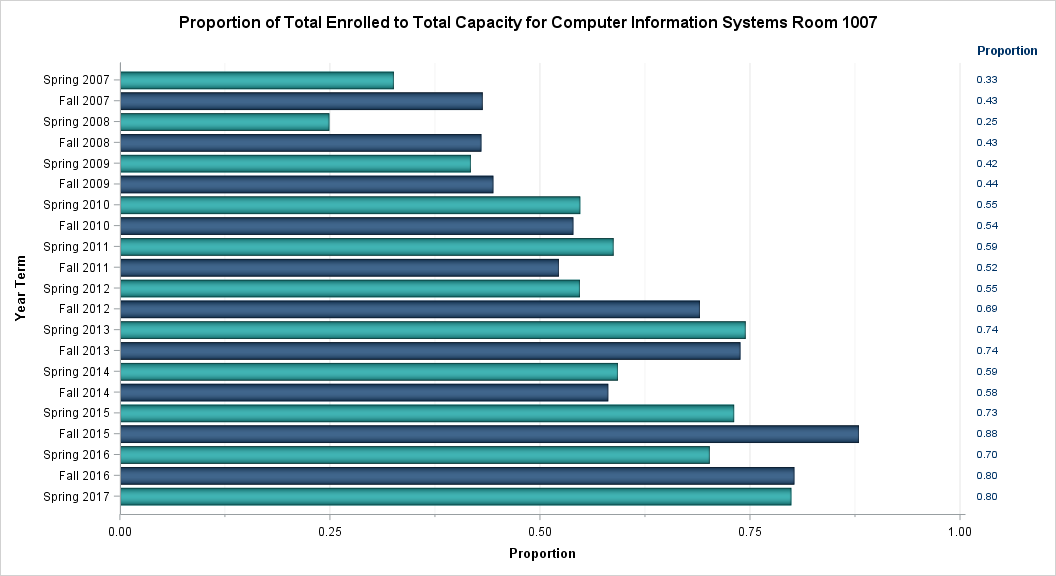 Proportion of Total Enrolled to Total Capacity for Computer Information Systems Room 1007
Proportion
Spring 2007 0.33
Fall 2007 0.43
Spring 2008 0.25
Fall 2008 0.43
Spring 2009 0.42
Fall 2009 0.44
Spring 2010 0.55
Fall 2010 0.54
Spring 2011 0.59
Fall 2011 0.52
Spring 2012 0.55
Fall 2012 0.69
Spring 2013 0.74
Fall 2013 0.74
Spring 2014 0.59
Fall 2014 0.58
Spring 2015 0.73
Fall 2015 0.88
Spring 2016 0.70
Fall 2016 0.80
Spring 2017 0.80
Year Term
0.00 0.25 0.50 0.75 1.00
Proportion